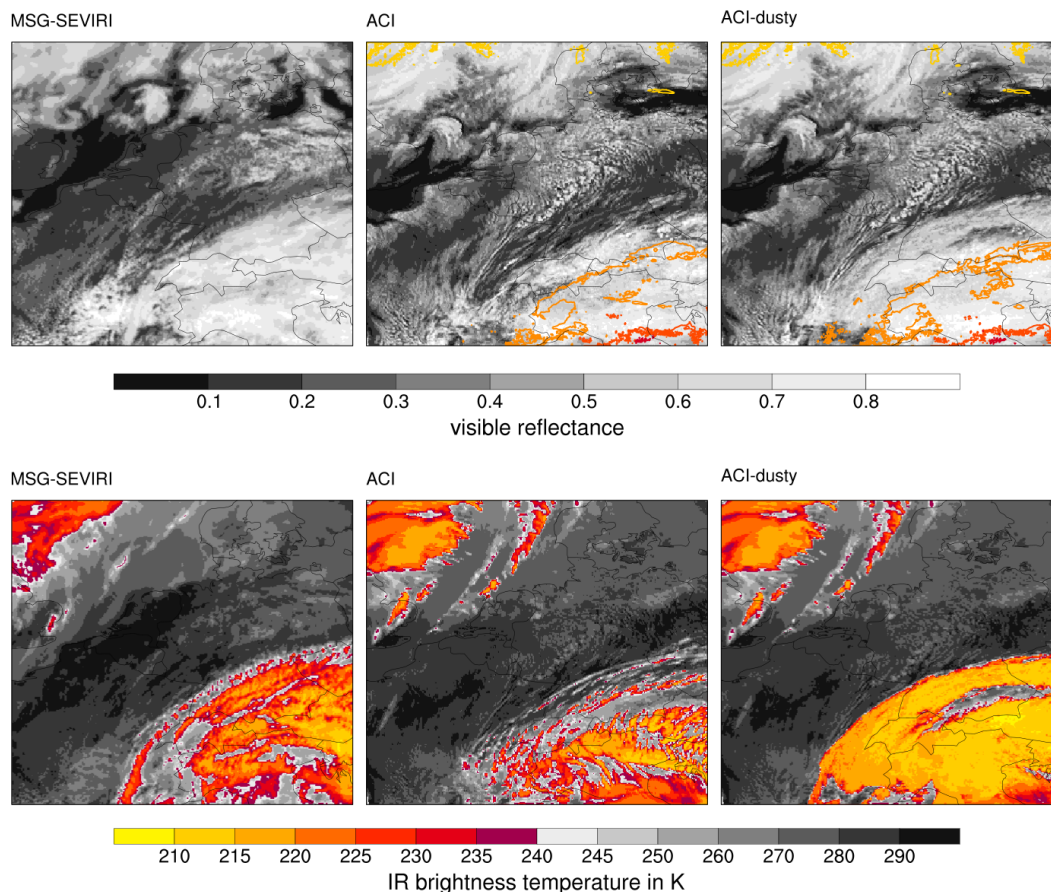 MSG-SEVIRI ACI ACI-dusty
0.1 0.2 0.3 0.4 0.5 0.6 0.7 0.8
visible reflectance
MSG-SEVIRI ACI ACI-dusty
210 215 220 225 230 235 240 245 250 260 270 280 290
IR brightness temperature in K